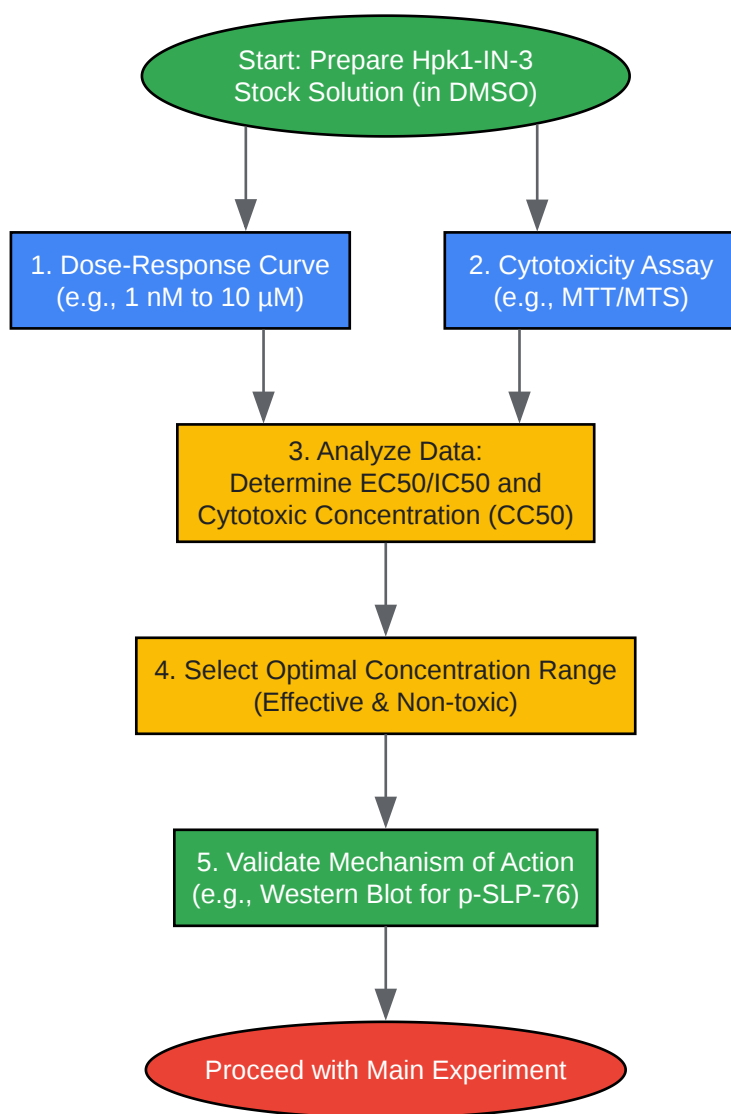 Start: Prepare Hpk1-IN-3
Stock Solution (in DMSO)
1. Dose-Response Curve
(e.g., 1 nM to 10 µM)
2. Cytotoxicity Assay
(e.g., MTT/MTS)
3. Analyze Data:
Determine EC50/IC50 and
Cytotoxic Concentration (CC50)
4. Select Optimal Concentration Range
(Effective & Non-toxic)
5. Validate Mechanism of Action
(e.g., Western Blot for p-SLP-76)
Proceed with Main Experiment